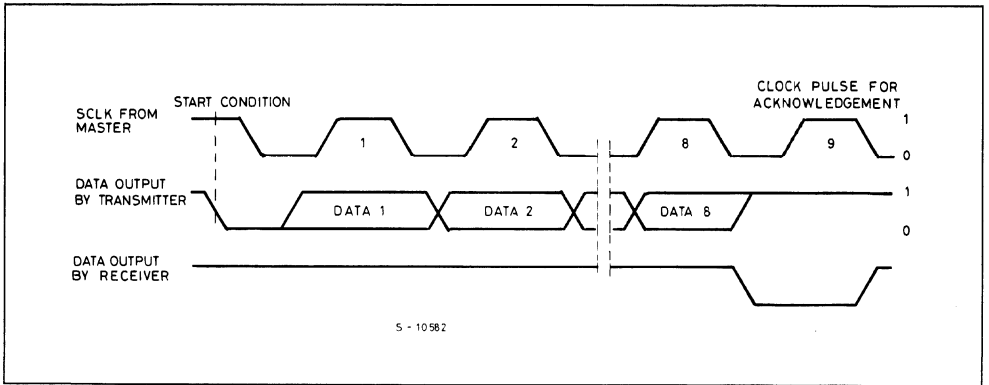 START CONDITION
CLOCK PULSE FOR
ACKNOWLEDGEMENT
SCLK FROM
MASTER
1
2
8
9
1
0
DATA OUTPUT
BY TRANSMITTER
DATA 1
DATA 2
DATA 8
1
0
DATA OUTPUT
BY RECEIVER
S - 10582